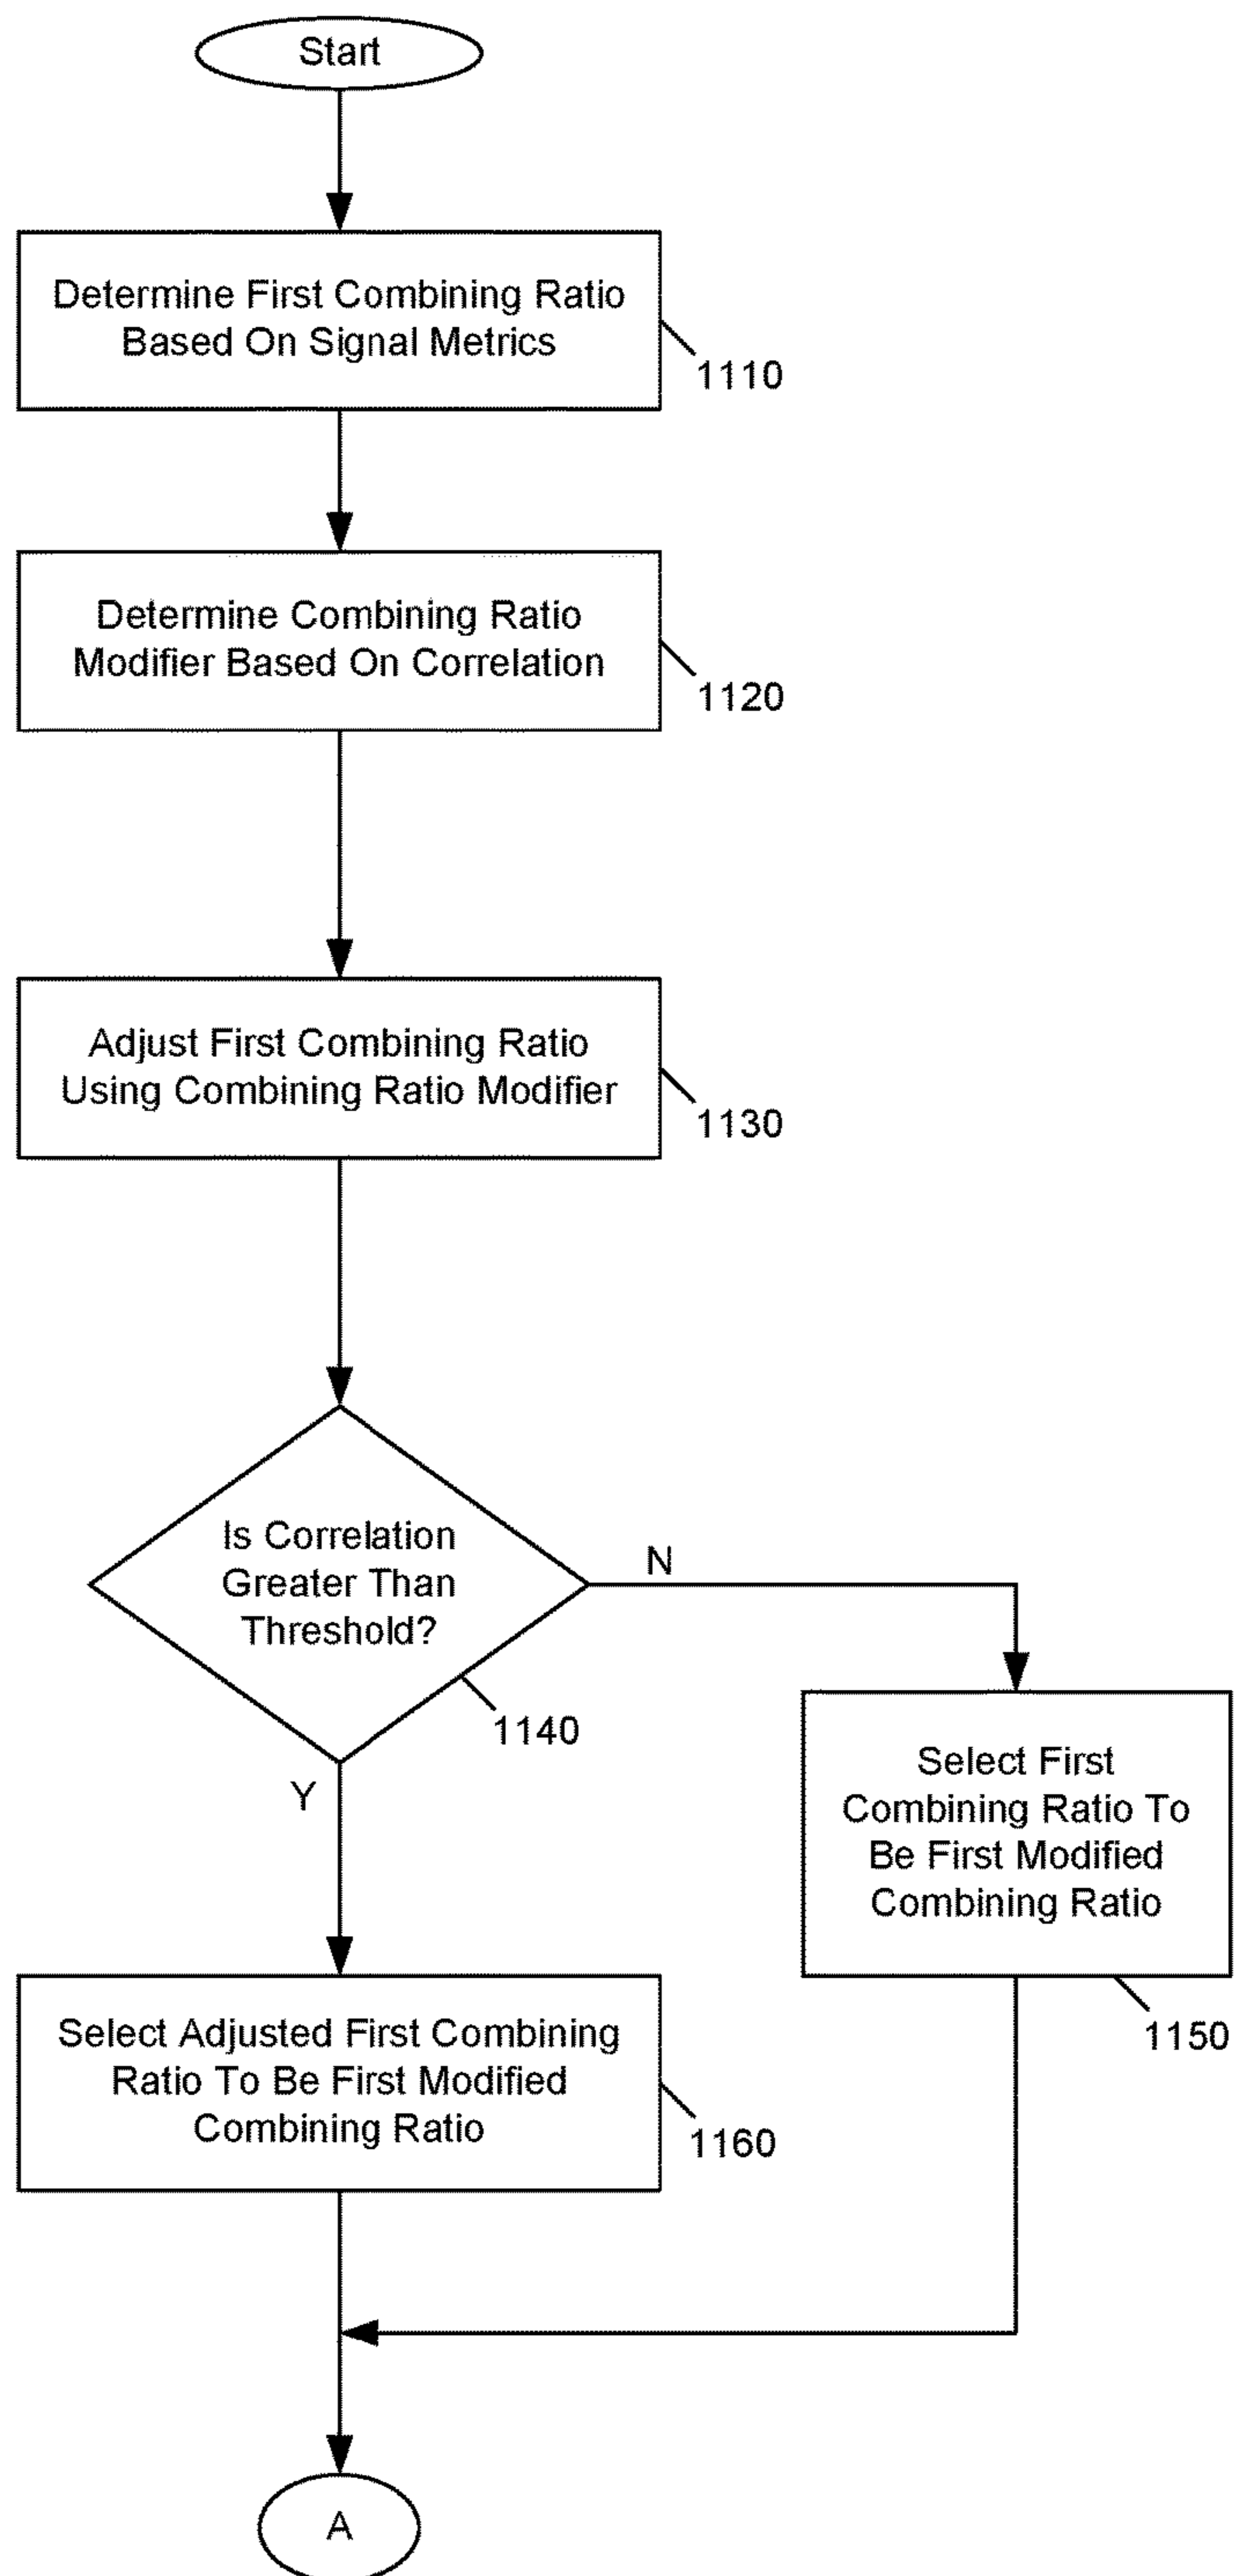 Start
Determine First Combining Ratio
Based On Signal Metrics
1110
Determine Combining Ratio
Modifier Based On Correlation
1120
Adjust First Combining Ratio
Using Combining Ratio Modifier
1130
Is Correlation
Greater Than
Threshold?
N
1140
Y
Select First
Combining Ratio To
Be First Modified
Combining Ratio
1150
Select Adjusted First Combining
Ratio To Be First Modified
Combining Ratio
1160
A